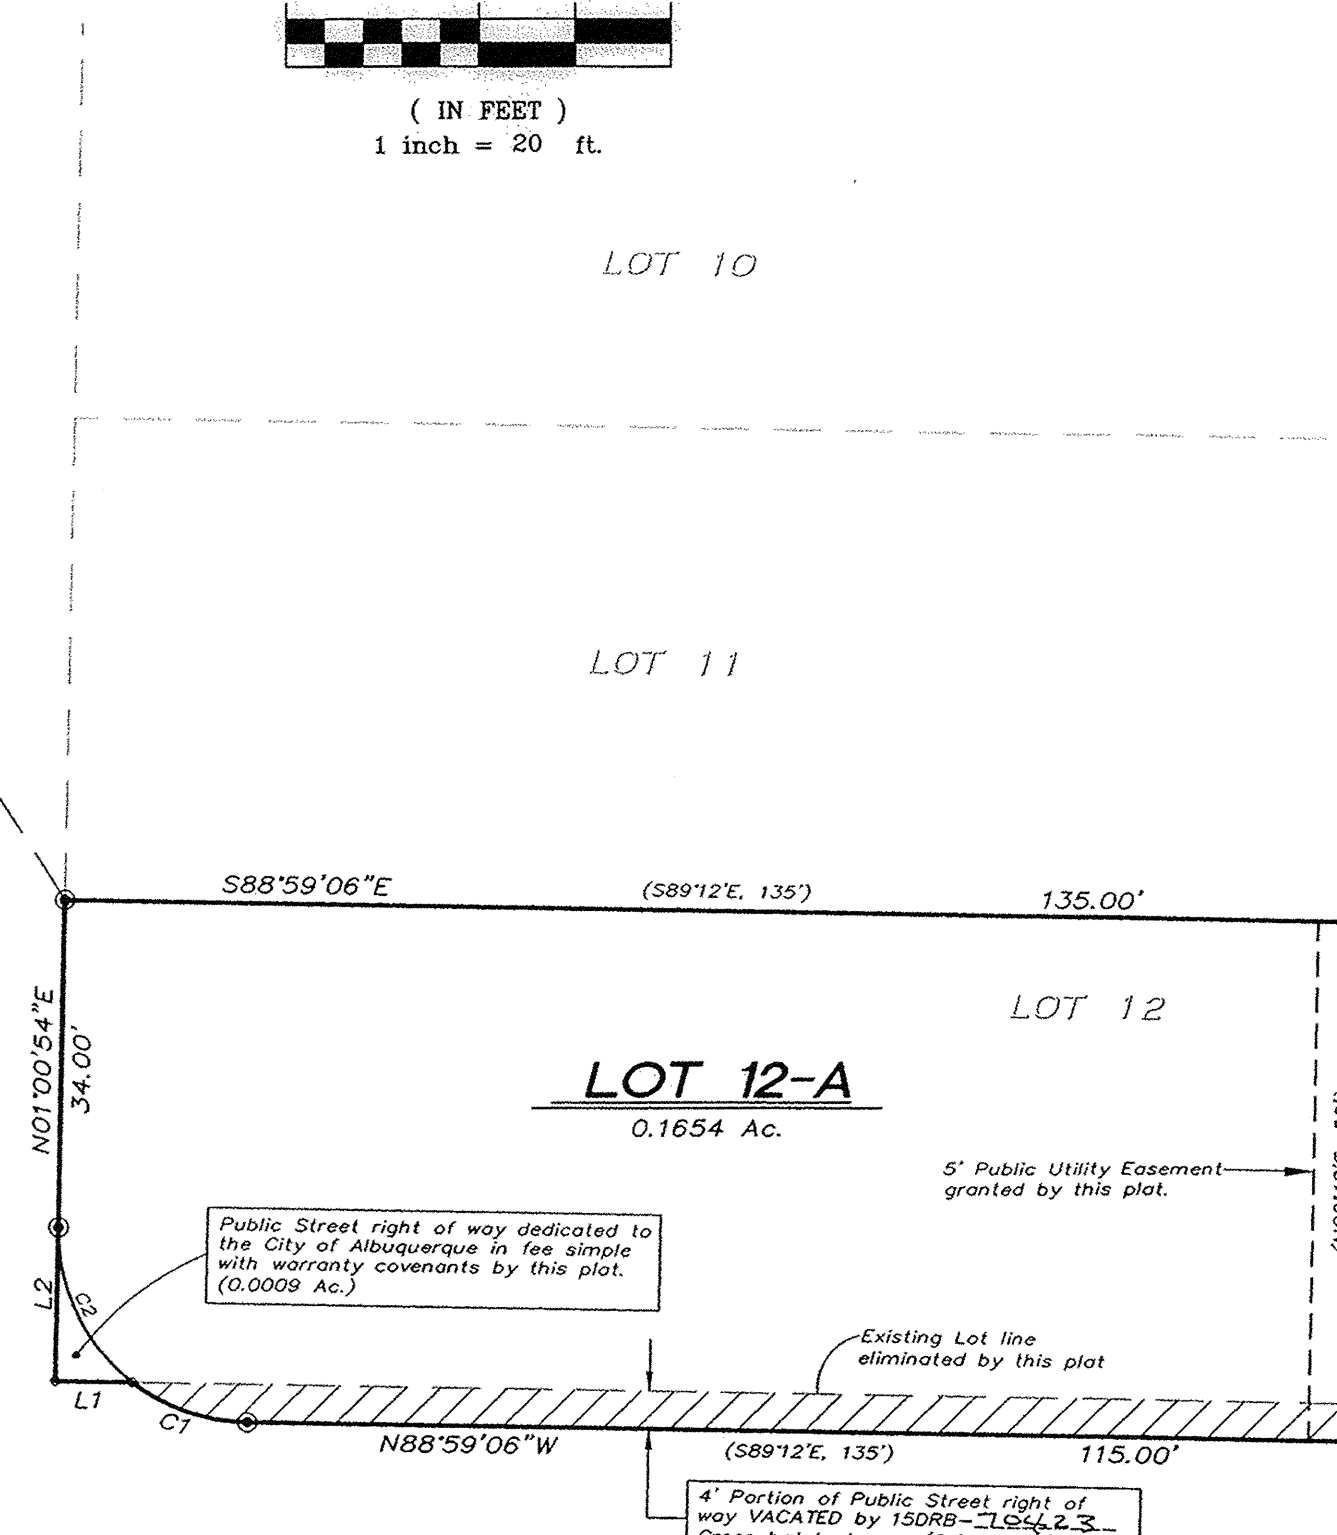 ( IN FEET )
1 inch = 20 ft.
LOT 10
LOT 11
S88°59'06"E
(S89°12'E, 135')
135.00'
LOT 12
N01°00'54"E
34.00'
LOT 12-A
0.1654 Ac.
5' Public Utility Easement
granted by this plat.
Public Street right of way dedicated to
the City of Albuquerque in fee simple
with warranty covenants by this plat.
(0.0009 Ac.)
L2
C2
Existing Lot line
eliminated by this plat
L1
C1
N88°59'06"W
(S89°12'E, 135')
115.00'
4' Portion of Public Street right of
way VACATED by 15DRB-70423